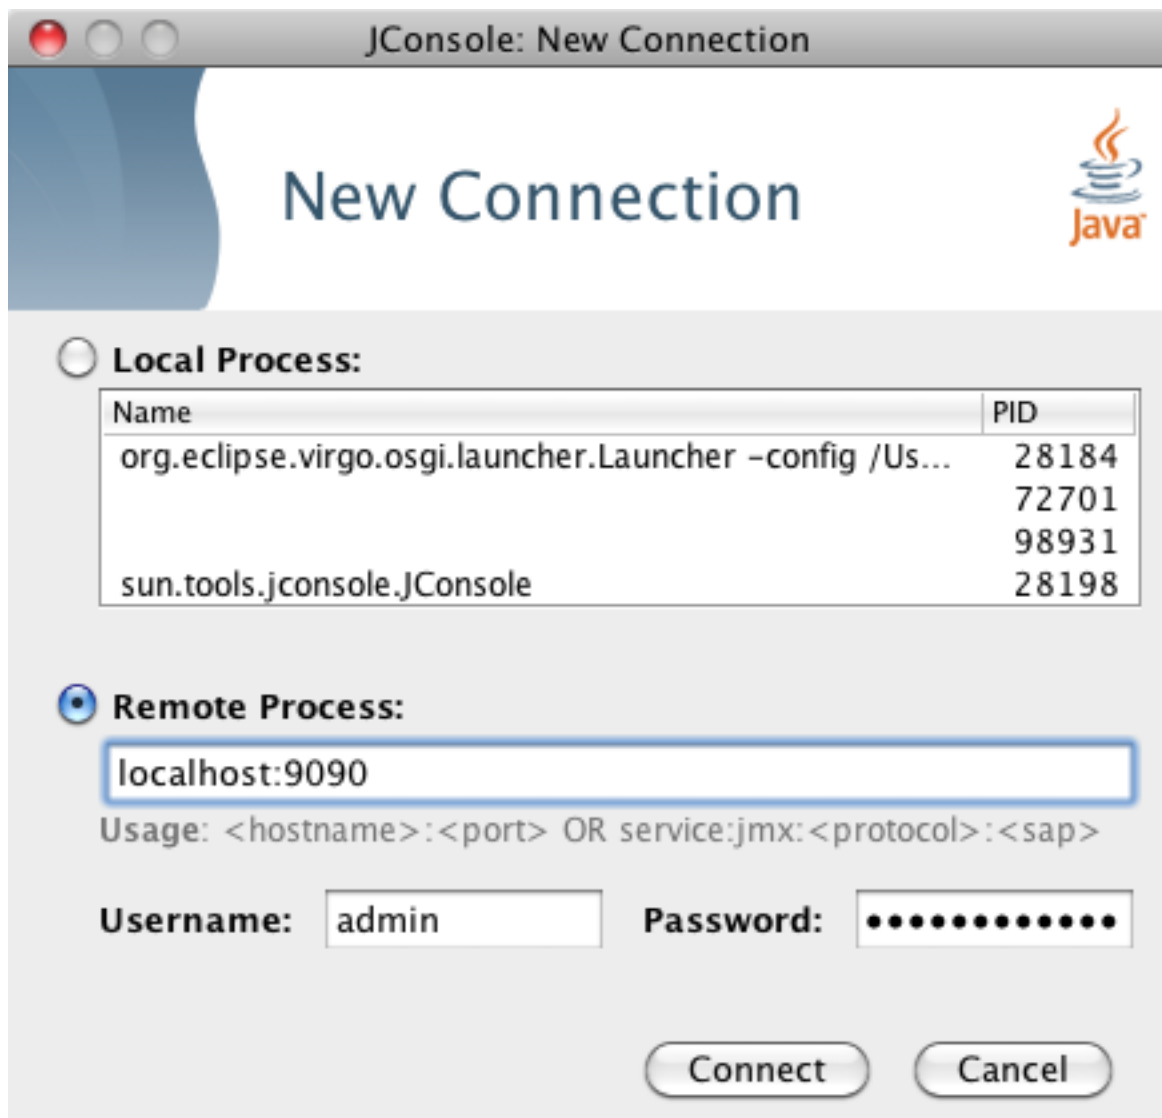 JConsole: New Connection
New Connection
Java
Local Process:
Name PID
org.eclipse.virgo.osgi.launcher.Launcher -config /Us... 28184
72701
98931
sun.tools.jconsole.JConsole 28198
Remote Process:
localhost:9090
Usage: <hostname>:<port> OR service:jmx:<protocol>:<sap>
Username: admin Password: ••••••••••••
Connect Cancel